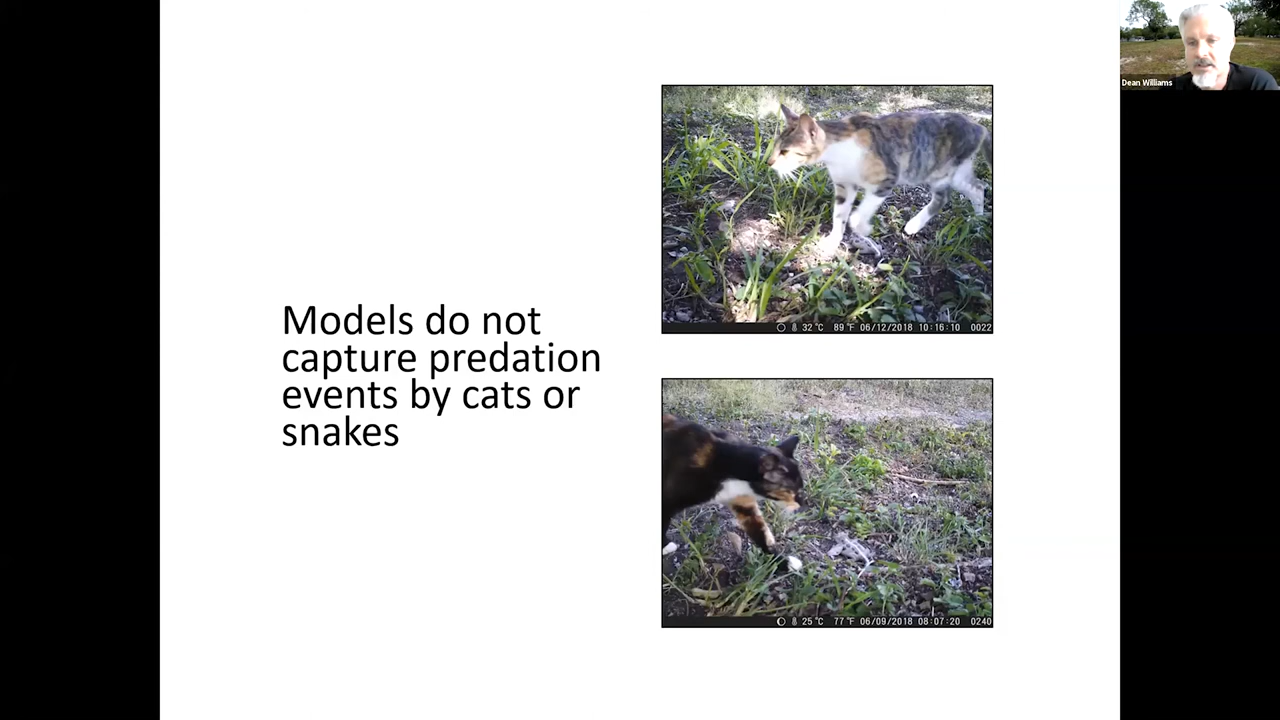 Dean Williams
Models do not
capture predation
events by cats or
snakes
32°C 89°F 06/12/2018 10:16:10 0022
25°C 77°F 06/09/2018 08:07:20 0240